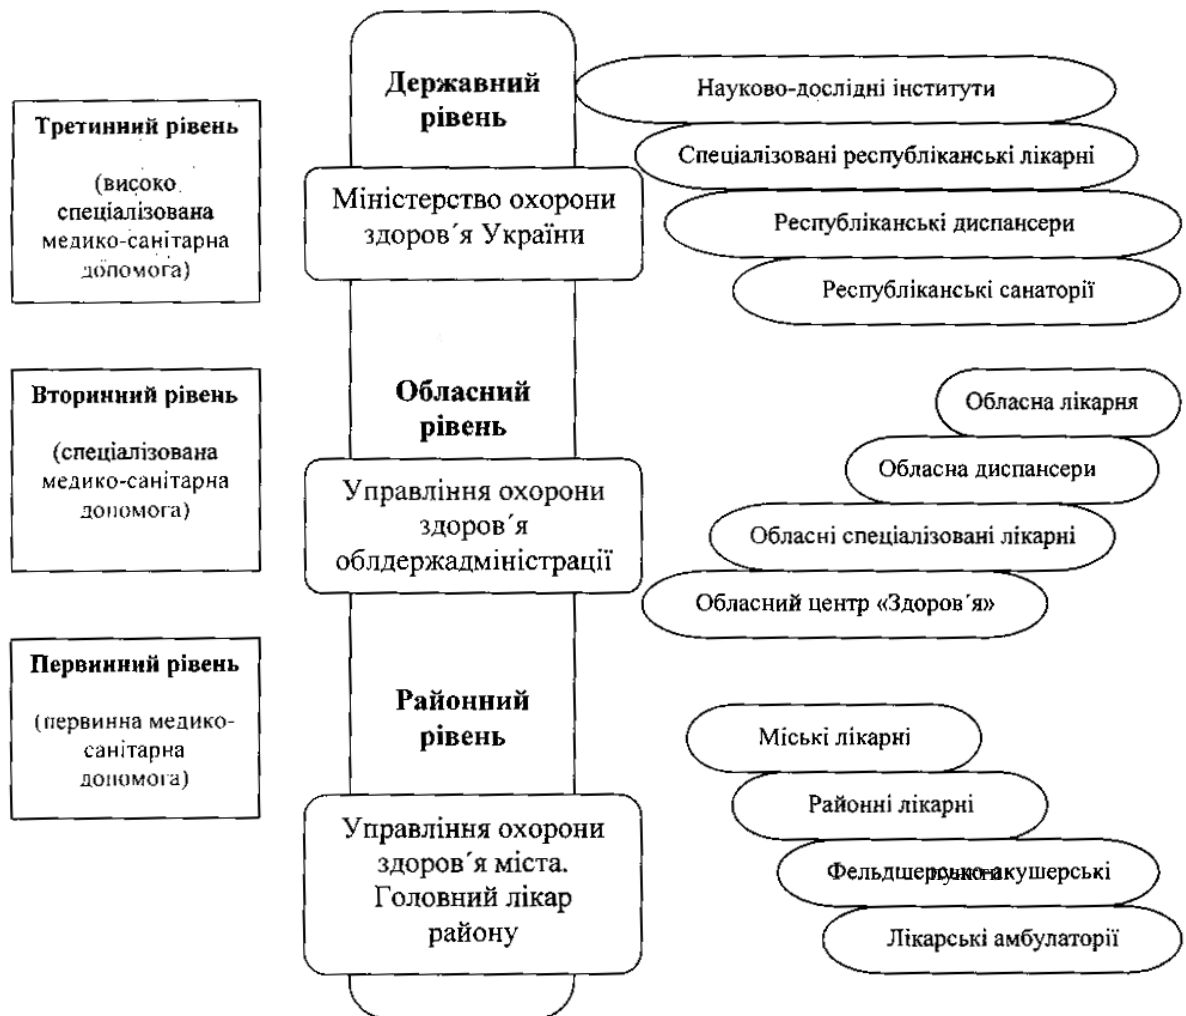 Третинний рівень
(високо
спеціалізована
медико-санітарна
допомога)
Державний
рівень
Міністерство охорони
здоров´я України
Науково-дослідні інститути
Спеціалізовані республіканські лікарні
Республіканські диспансери
Республіканські санаторії
Вторинний рівень
(спеціалізована
медико-санітарна
допомога)
Обласний
рівень
Управління охорони
здоров´я
облдержадміністрації
Обласна лікарня
Обласна диспансери
Обласні спеціалізовані лікарні
Обласний центр «Здоров´я»
Первинний рівень
(первинна медико-
санітарна
допомога)
Районний
рівень
Управління охорони
здоров´я міста.
Головний лікар
району
Міські лікарні
Районні лікарні
Фельдшерсько-акушерські
Лікарські амбулаторії